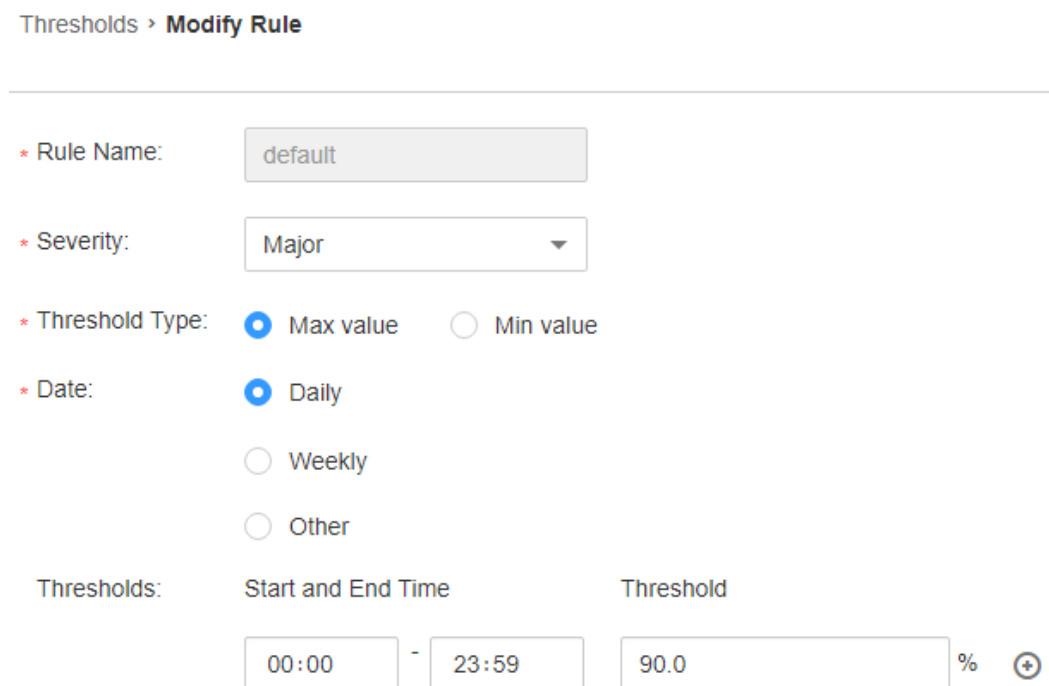 Thresholds > Modify Rule
* Rule Name: default
* Severity: Major
* Threshold Type: Max value Min value
* Date: Daily
Weekly
Other
Thresholds: Start and End Time Threshold
00:00 - 23:59 90.0 %